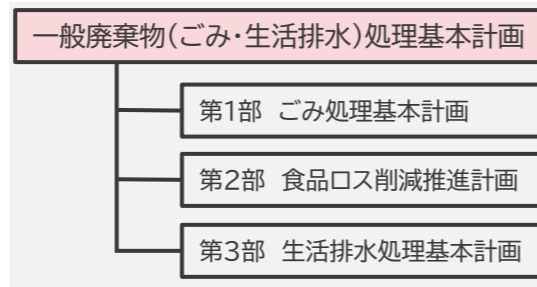 一般廃棄物(ごみ・生活排水)処理基本計画
第1部 ごみ処理基本計画
第2部 食品ロス削減推進計画
第3部 生活排水処理基本計画